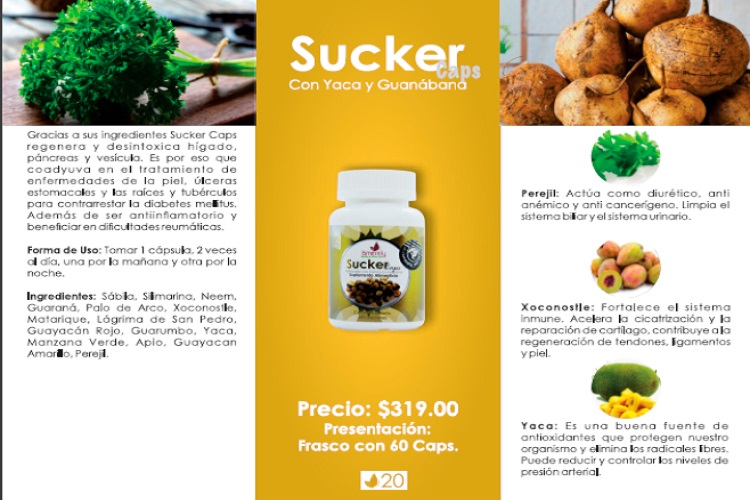 Sucker
Caps
Con Yaca y Guanábana
Gracias a sus ingredientes Sucker Caps
regenera y desintoxica hígado,
páncreas y vesícula. Es por eso que
coadyuva en el tratamiento de
enfermedades de la piel, úlceras
estomacales y las raíces y tubérculos
para contrarrestar la diabetes mellitus.
Además de ser antiinflamatorio y
beneficiar en dificultades reumáticas.
Forma de Uso: Tomar 1 cápsula, 2 veces
al día, una por la mañana y otra por la
noche.
Ingredientes: Sábila, Silimarina, Neem,
Guaraná, Palo de Arco, Xoconostle,
Matarique, Lágrima de San Pedro,
Guayacán Rojo, Guarumbo, Yaca,
Manzana Verde, Apio, Guayacan
Amarillo, Perejil.
Sucker
Precio: $319.00
Presentación:
Frasco con 60 Caps.
20
Perejil: Actúa como diurético, anti
anémico y anti cancerígeno. Limpia el
sistema biliar y el sistema urinario.
Xoconostle: Fortalece el sistema
inmune. Acelera la cicatrización y la
reparación de cartílago, contribuye a la
regeneración de tendones, ligamentos
y piel.
Yaca: Es una buena fuente de
antioxidantes que protegen nuestro
organismo y elimina los radicales libres.
Puede reducir y controlar los niveles de
presión arterial.